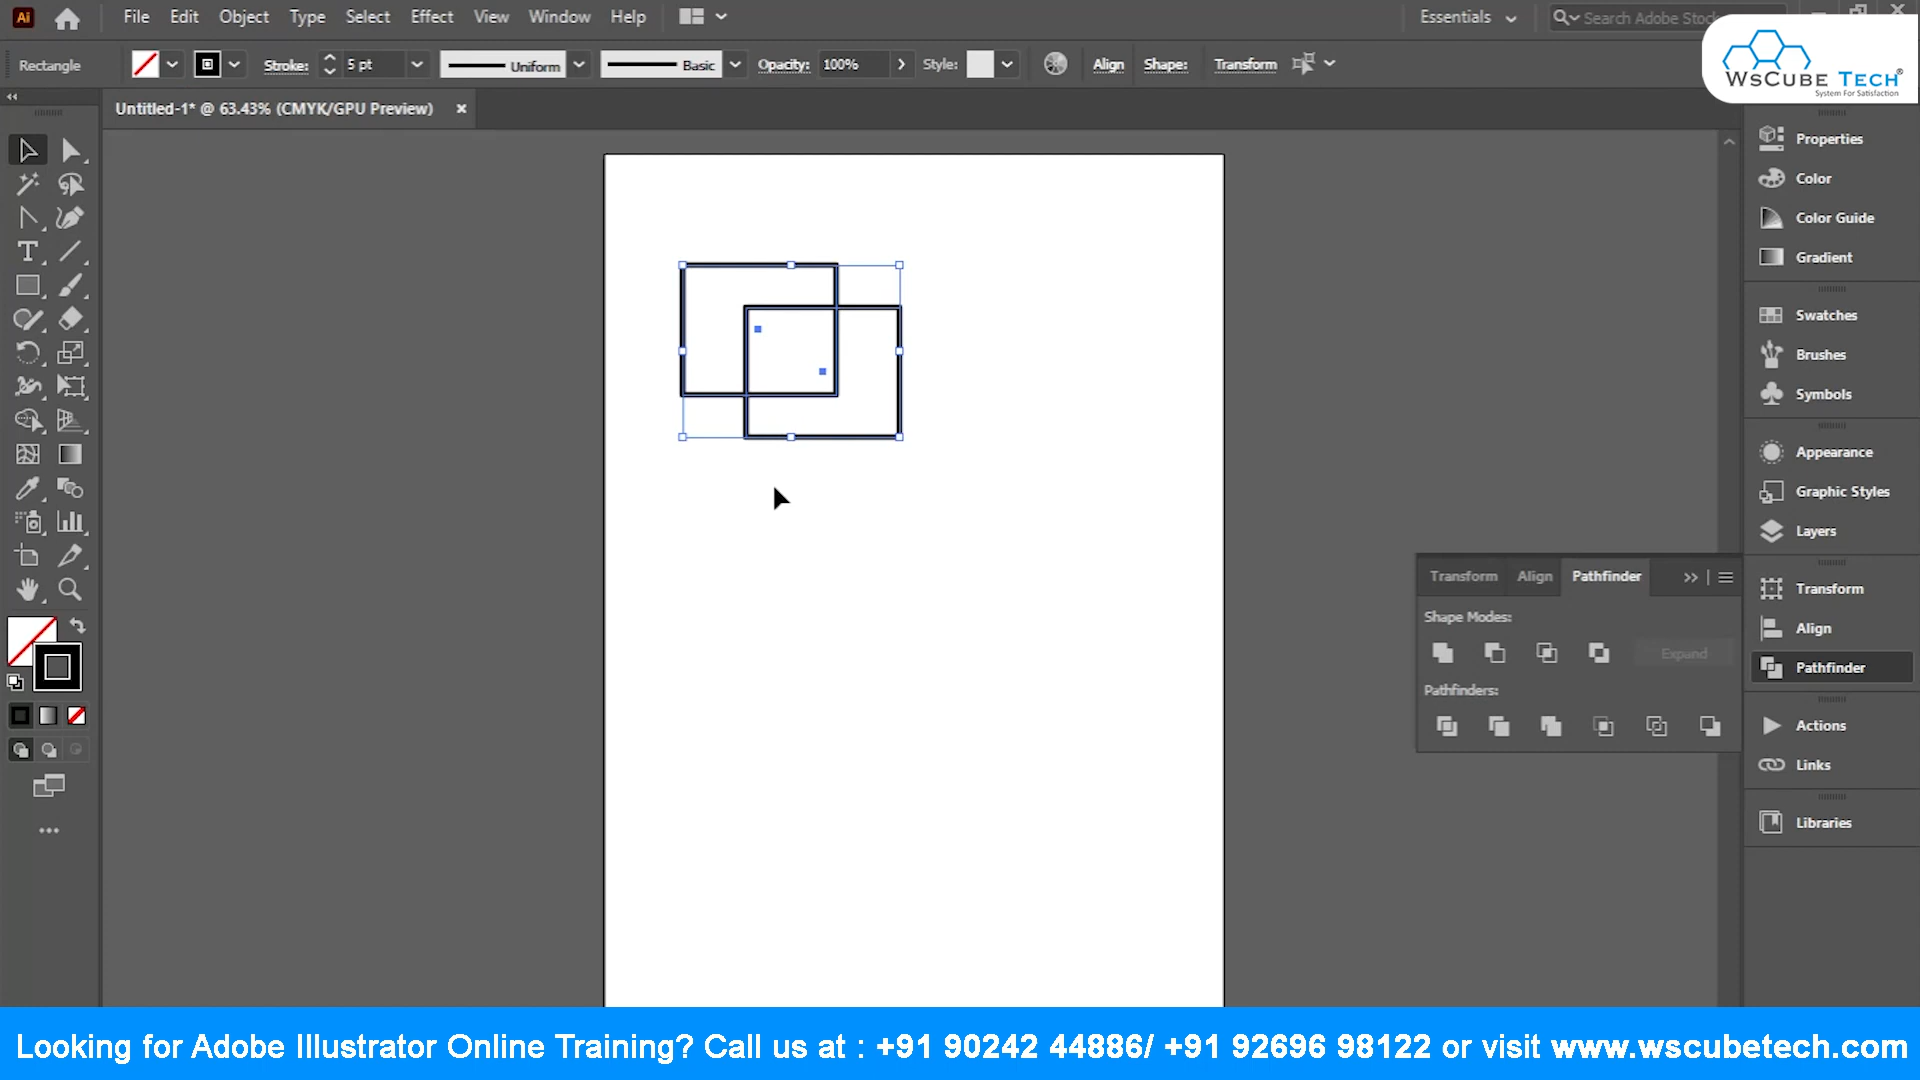 Ai File Edit Object Type Select Effect View Window Help Essentials Search Adobe Stock
Rectangle Stroke: 5 pt Uniform Basic Opacity: 100% Style: Align Shape: Transform
WsCube Tech®
System For Satisfaction
Untitled-1* @ 63.43% (CMYK/GPU Preview)
Properties
Color
Color Guide
Gradient
Swatches
Brushes
Symbols
Appearance
Graphic Styles
Layers
Transform
Align
Pathfinder
Actions
Links
Libraries
Transform Align Pathfinder
Shape Modes:
Expand
Pathfinders:
Looking for Adobe Illustrator Online Training? Call us at : +91 90242 44886/ +91 92696 98122 or visit www.wscubetech.com